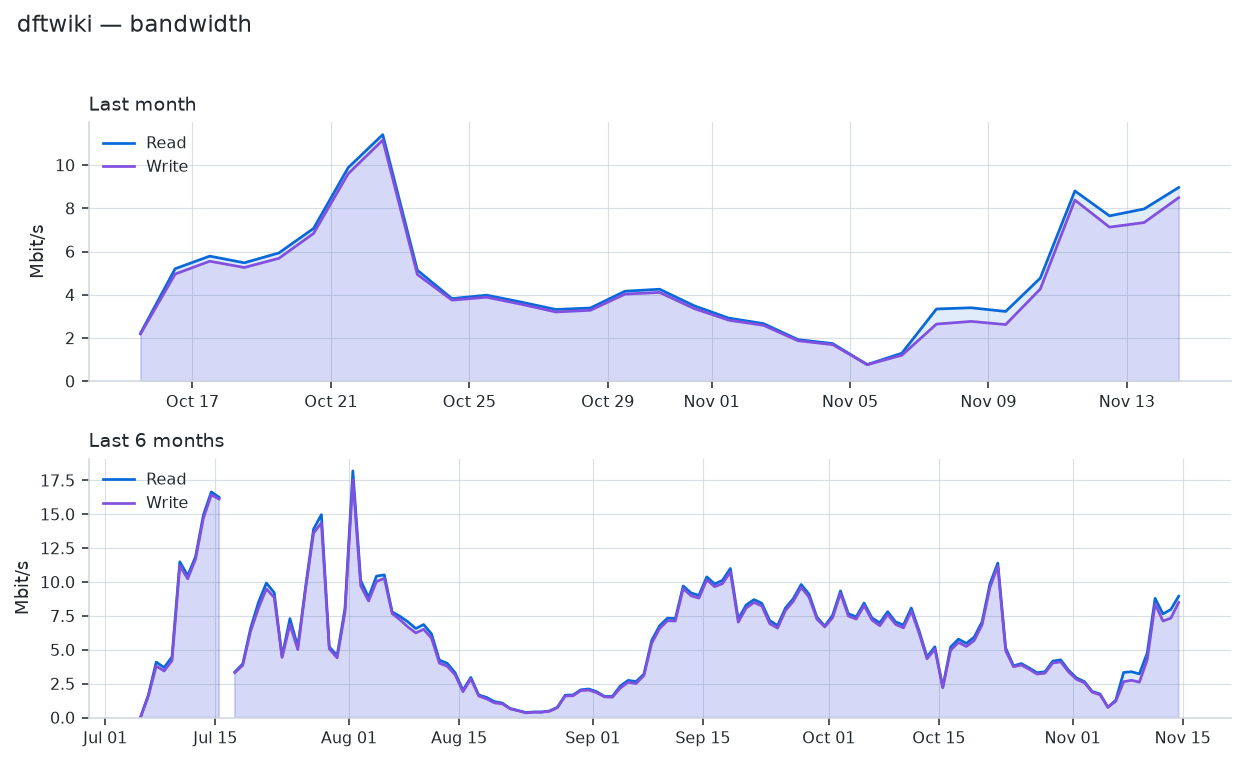 dftwiki — bandwidth
Last month
Read
Write
Mbit/s
10
8
6
4
2
0
Oct 17 Oct 21 Oct 25 Oct 29 Nov 01 Nov 05 Nov 09 Nov 13
Last 6 months
Read
Write
Mbit/s
17.5
15.0
12.5
10.0
7.5
5.0
2.5
0.0
Jul 01 Jul 15 Aug 01 Aug 15 Sep 01 Sep 15 Oct 01 Oct 15 Nov 01 Nov 15